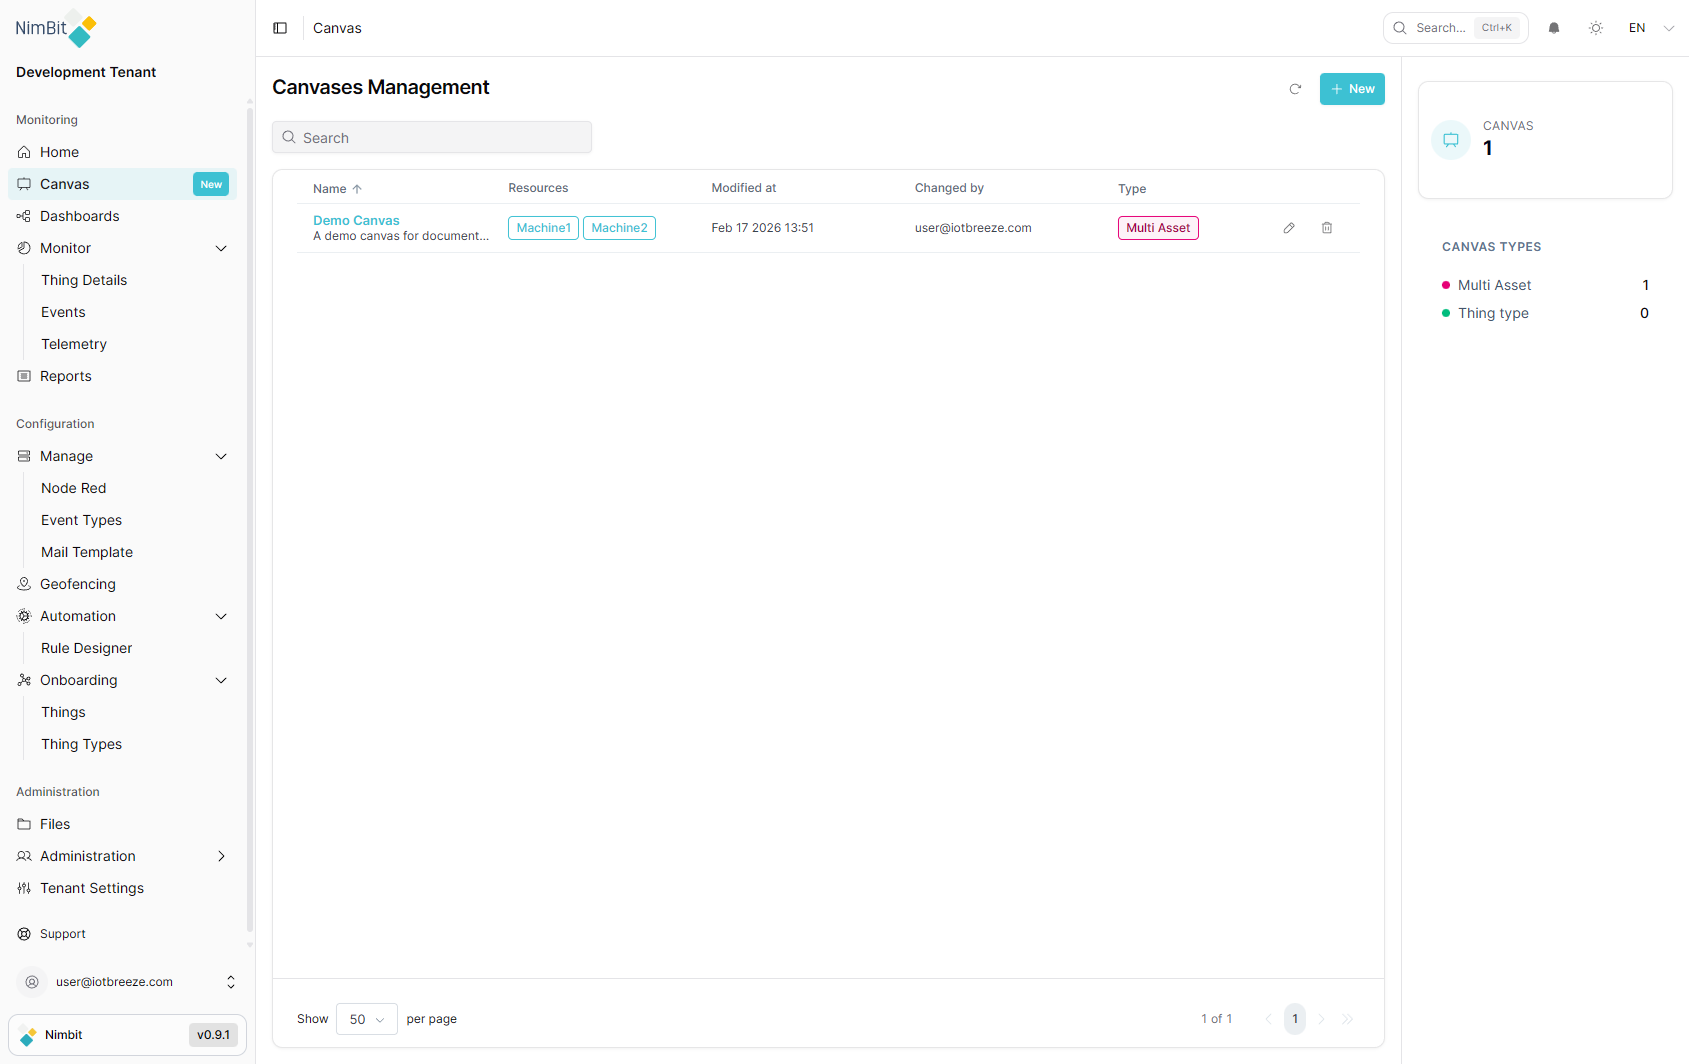 NimBit
Development Tenant
Monitoring
Home
Canvas
New
Dashboards
Monitor
Thing Details
Events
Telemetry
Reports
Configuration
Manage
Node Red
Event Types
Mail Template
Geofencing
Automation
Rule Designer
Onboarding
Things
Thing Types
Administration
Files
Administration
Tenant Settings
Support
user@iotbreeze.com
Nimbit
v0.9.1
Canvas
Search...
Ctrl+K
EN
Canvases Management
New
Search
Name
Resources
Modified at
Changed by
Type
Demo Canvas
A demo canvas for document...
Machine1
Machine2
Feb 17 2026 13:51
user@iotbreeze.com
Multi Asset
Show
50
per page
1 of 1
1
CANVAS
1
CANVAS TYPES
Multi Asset
1
Thing type
0